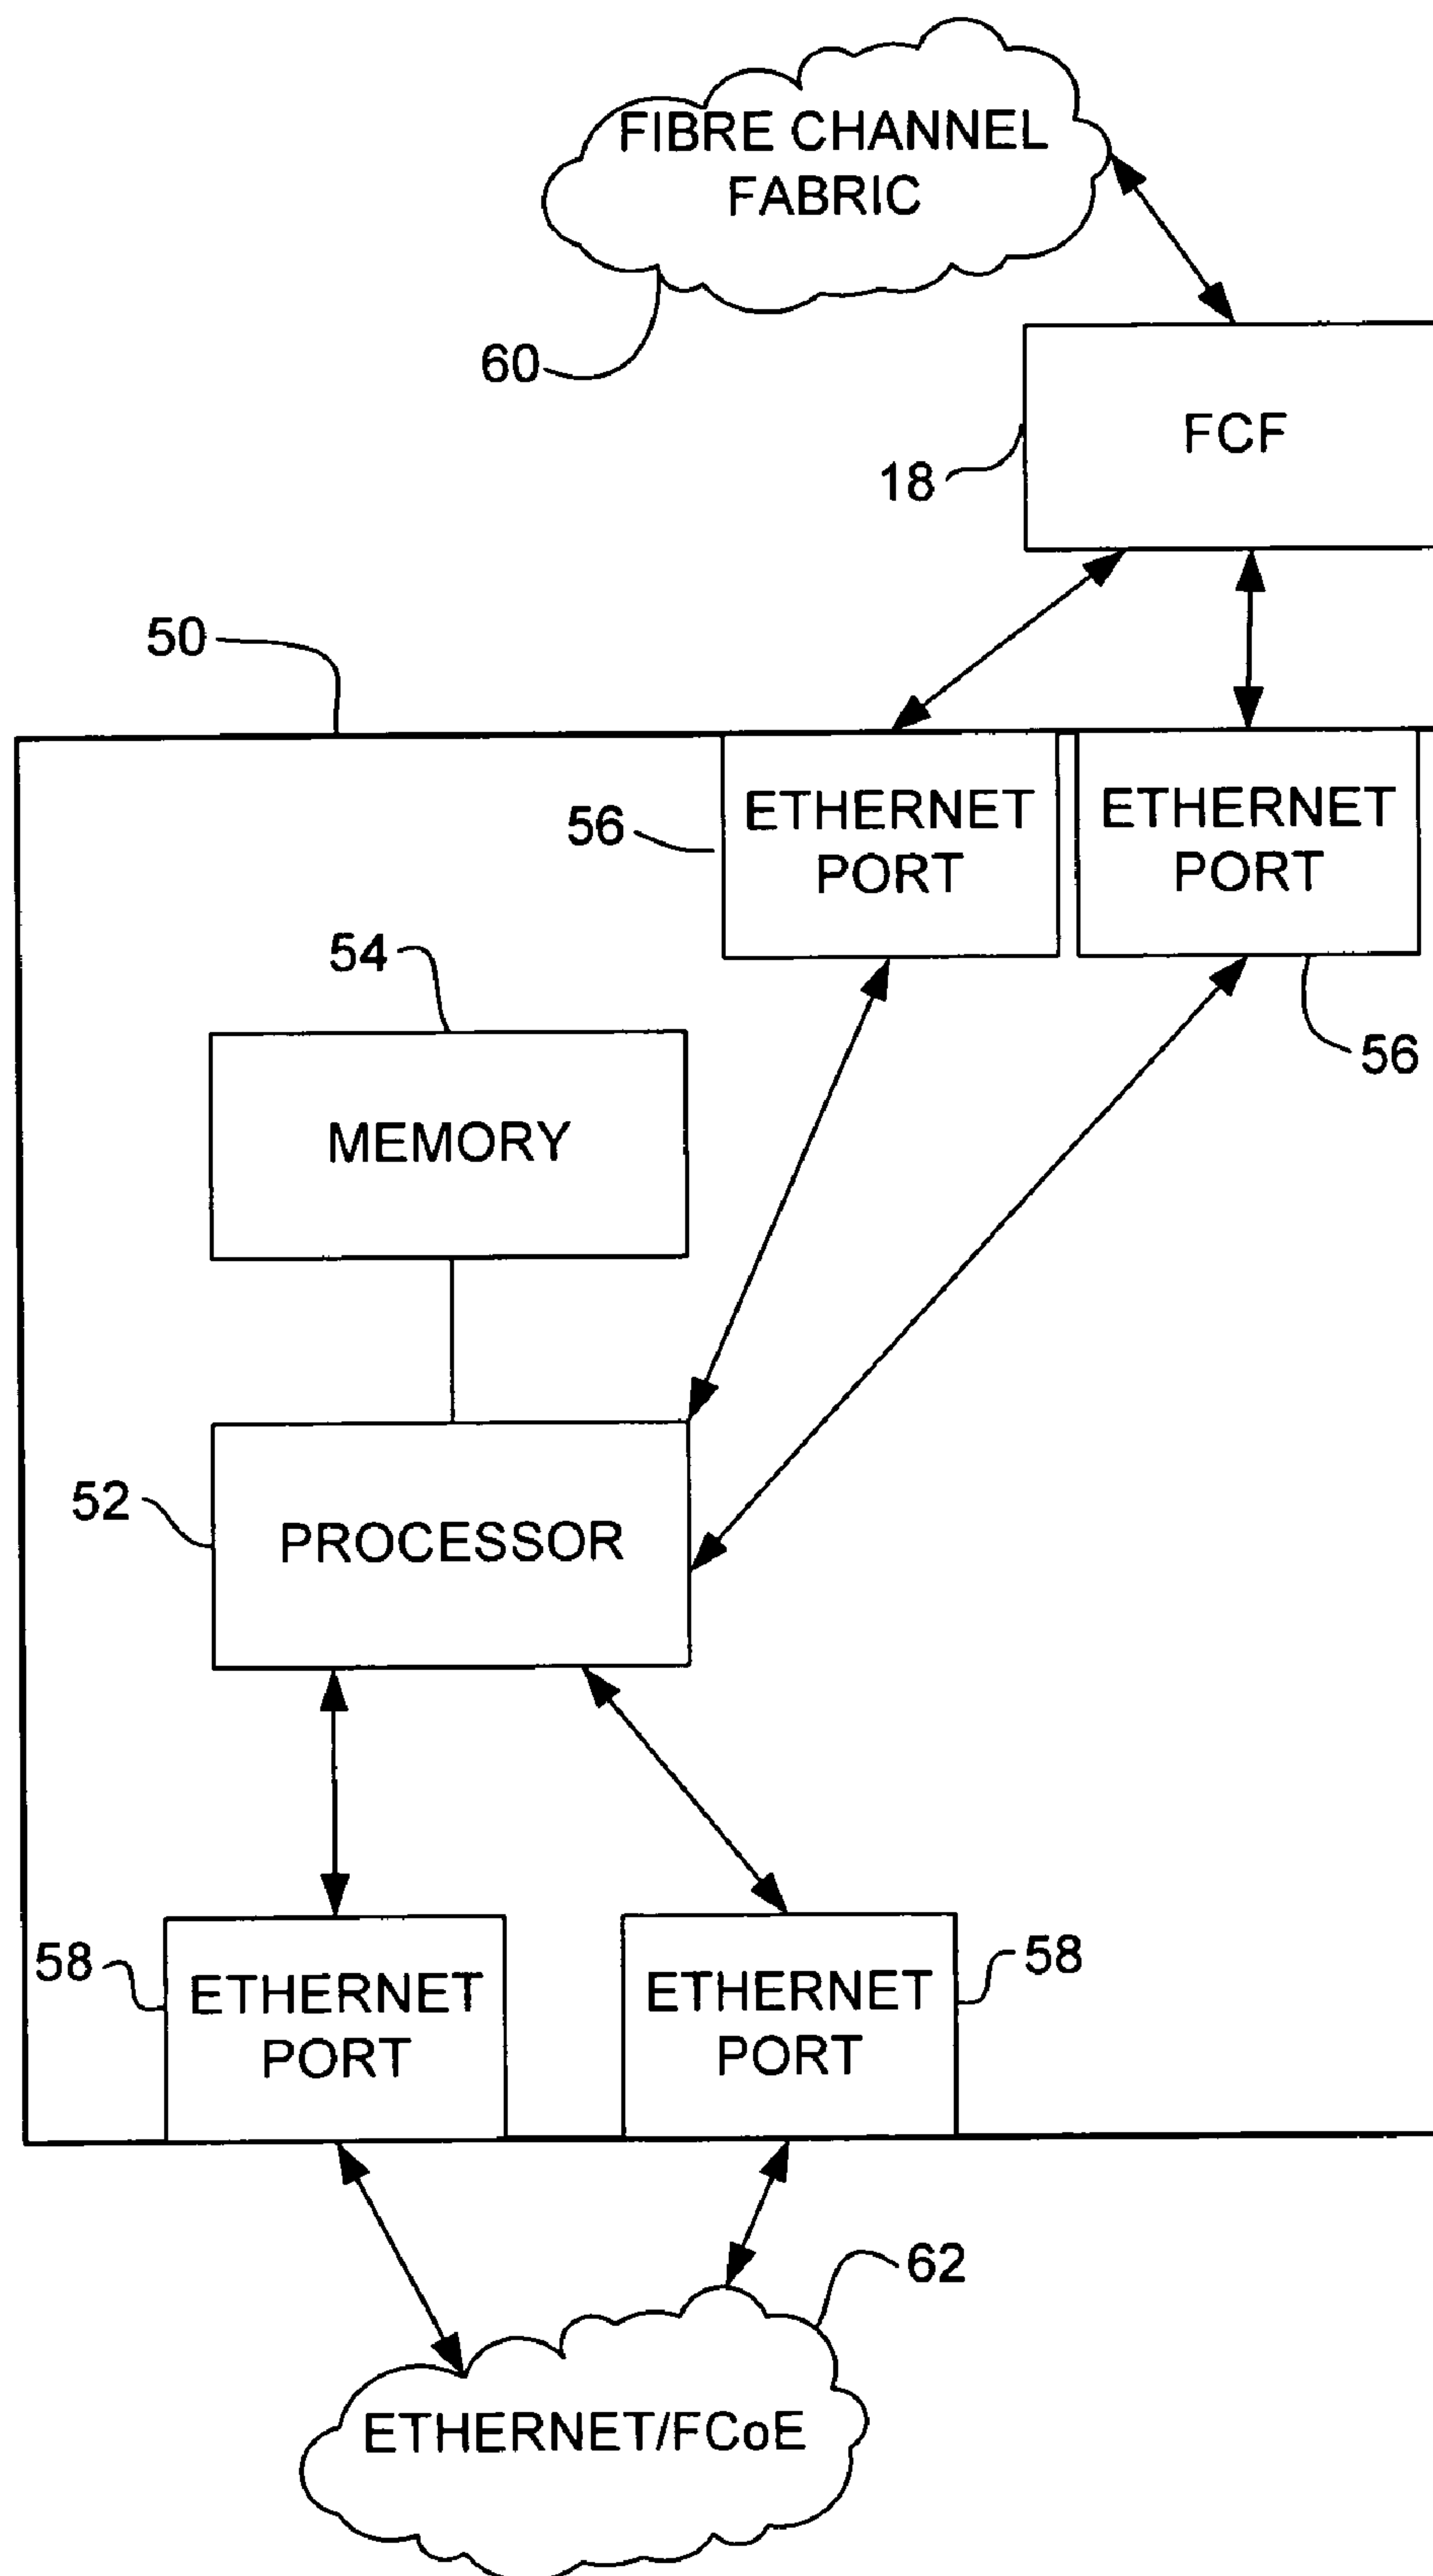 FIBRE CHANNEL
FABRIC
60
FCF
18
50
ETHERNET
PORT
56
ETHERNET
PORT
56
54
MEMORY
52
PROCESSOR
58
ETHERNET
PORT
ETHERNET
PORT
58
62
ETHERNET/FCoE